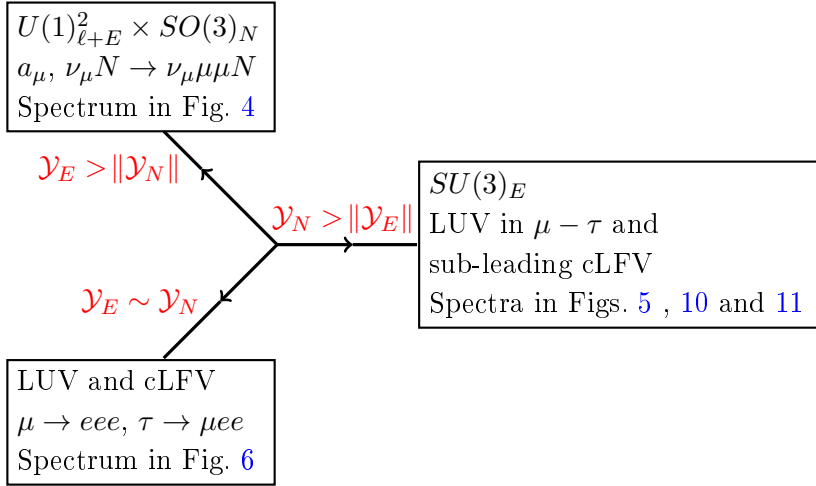 U(1)²_{ℓ+E} × SO(3)_N
a_μ, ν_μN → ν_μμμN
Spectrum in Fig. 4
𝒴_E > ‖𝒴_N‖
𝒴_N > ‖𝒴_E‖
SU(3)_E
LUV in μ − τ and
sub-leading cLFV
Spectra in Figs. 5 , 10 and 11
𝒴_E ∼ 𝒴_N
LUV and cLFV
μ → eee, τ → μee
Spectrum in Fig. 6